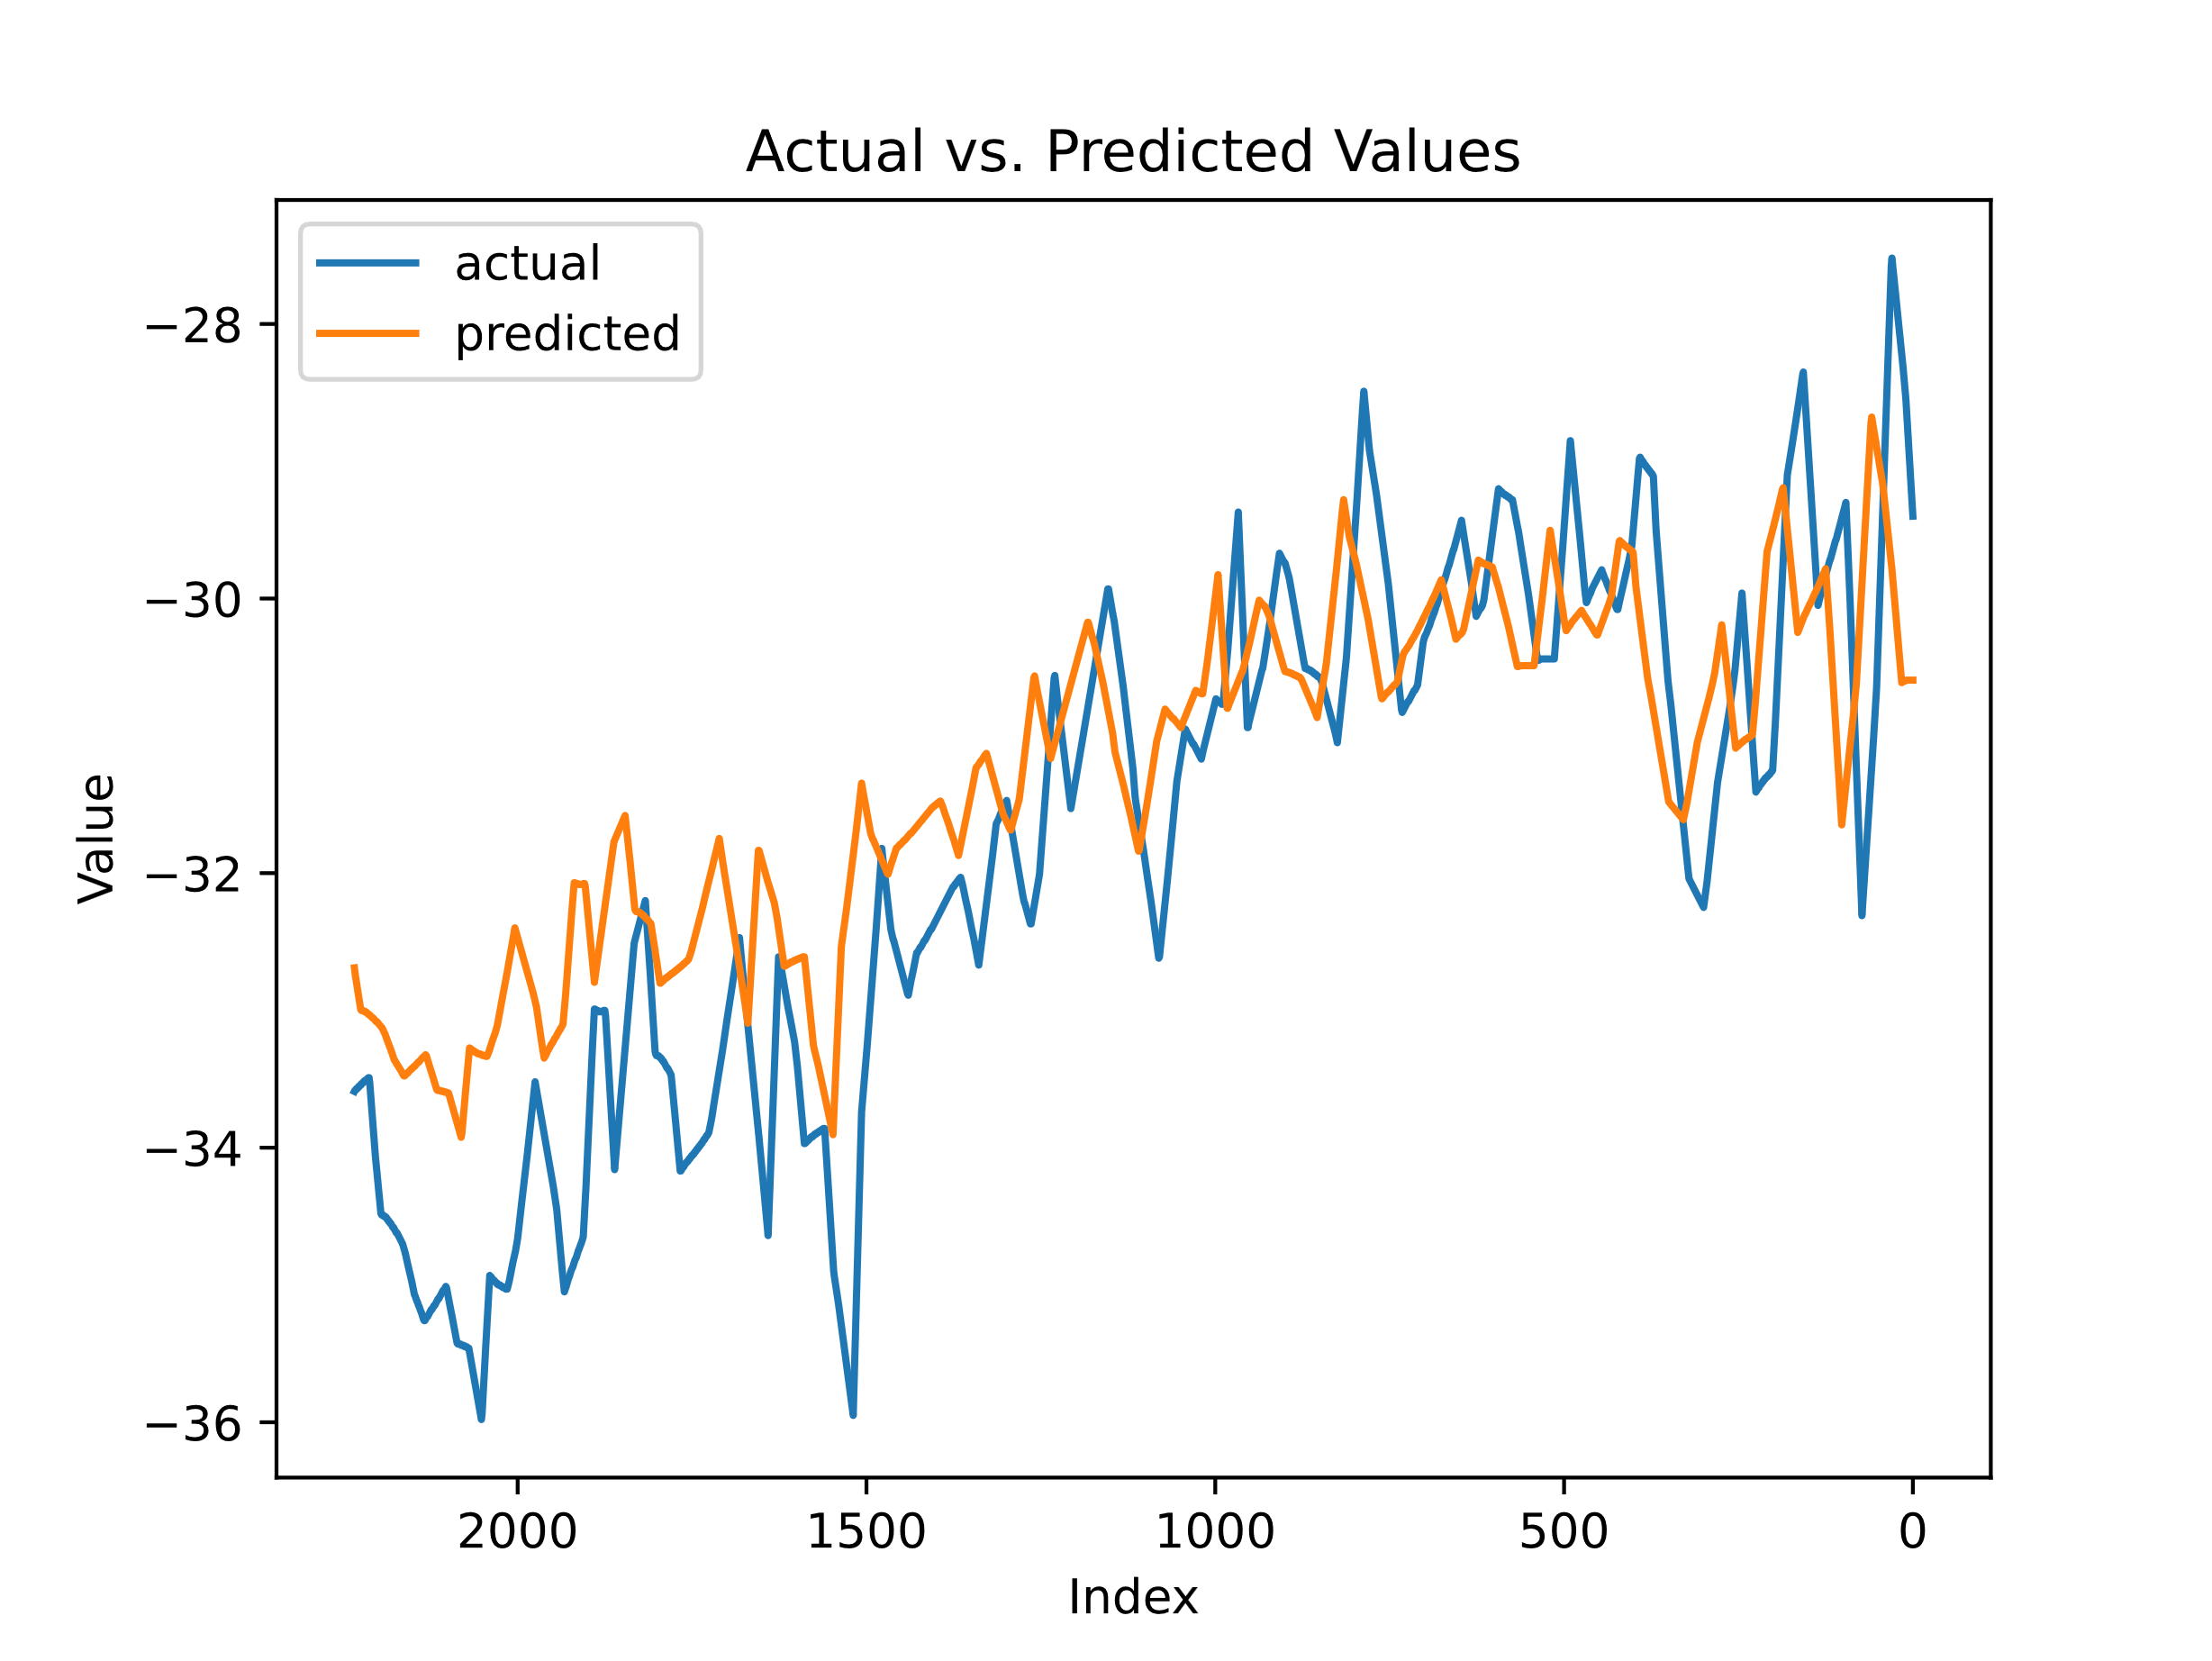 Actual vs. Predicted Values
actual
predicted
−28
−30
−32
−34
−36
Value
2000
1500
1000
500
0
Index